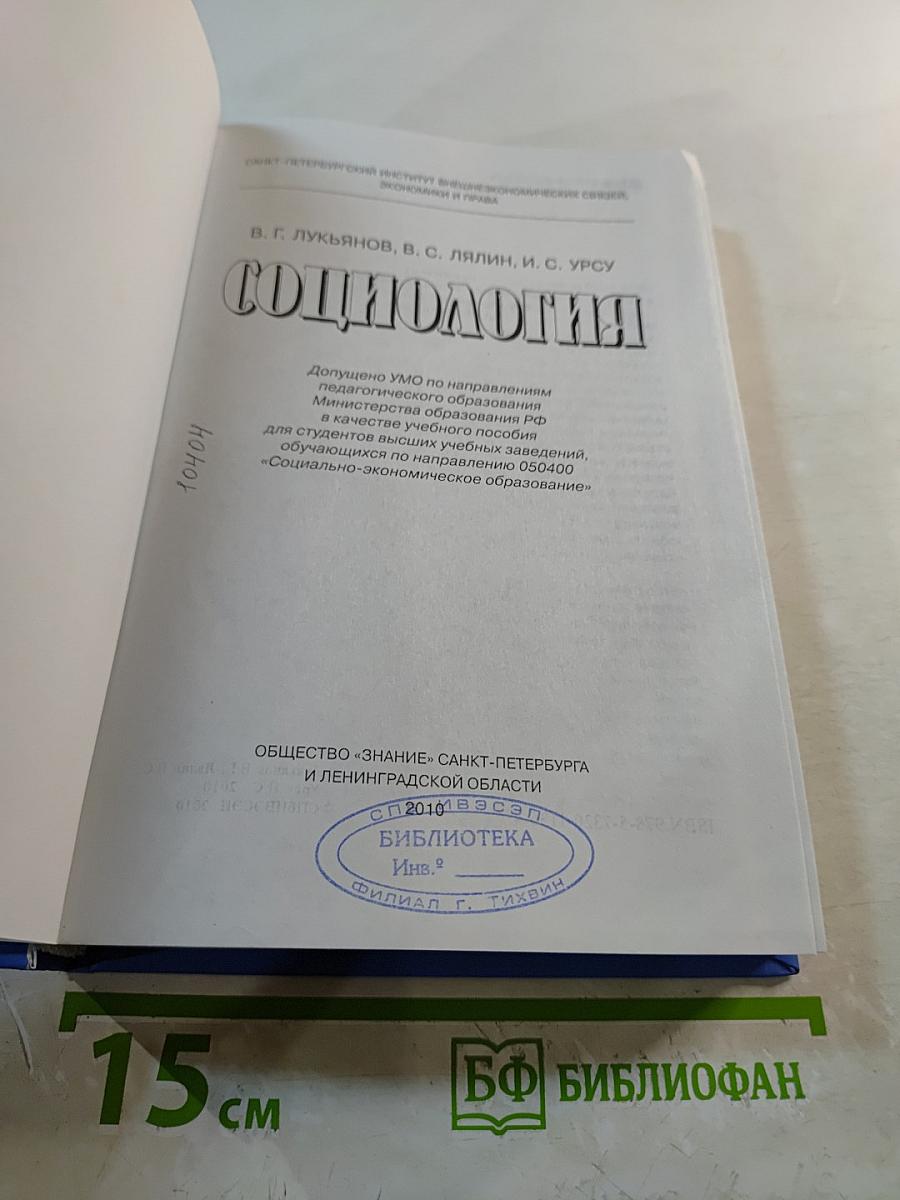 САНКТ-ПЕТЕРБУРГСКИЙ ИНСТИТУТ ВНЕШНЕЭКОНОМИЧЕСКИХ СВЯЗЕЙ,
ЭКОНОМИКИ И ПРАВА
В. Г. ЛУКЬЯНОВ, В. С. ЛЯЛИН, И. С. УРСУ
СОЦИОЛОГИЯ
Допущено УМО по направлениям
педагогического образования
Министерства образования РФ
в качестве учебного пособия
для студентов высших учебных заведений,
обучающихся по направлению 050400
«Социально-экономическое образование»
10404
ОБЩЕСТВО «ЗНАНИЕ» САНКТ-ПЕТЕРБУРГА
И ЛЕНИНГРАДСКОЙ ОБЛАСТИ
2010
СПБ ИВЭСЭП
БИБЛИОТЕКА
Инв.º
ФИЛИАЛ г. ТИХВИН
15 см
БФ БИБЛИОФАН